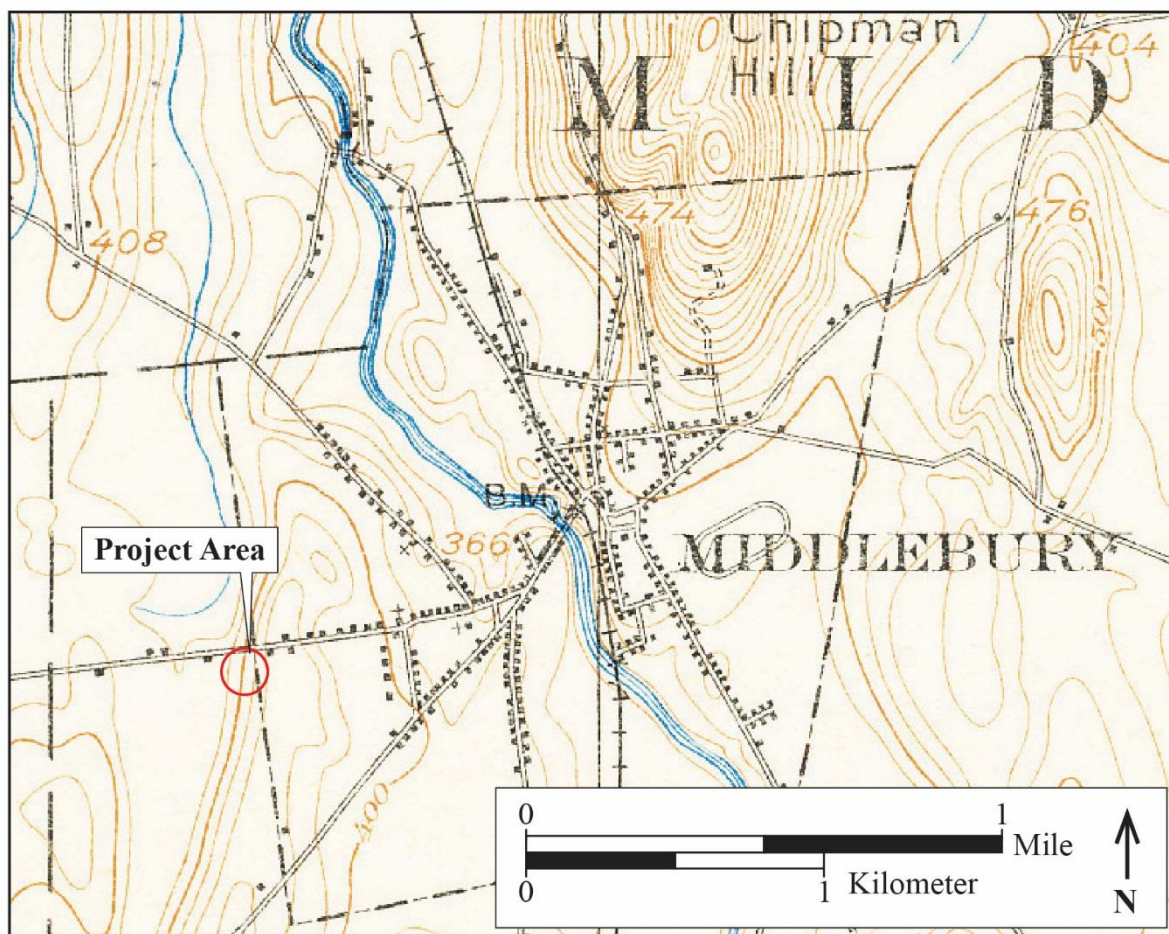 Chipman
Hill
404
M I D
474
476
408
500
B.M.
366
MIDDLEBURY
Project Area
400
0 1
Mile
0 1
Kilometer
N